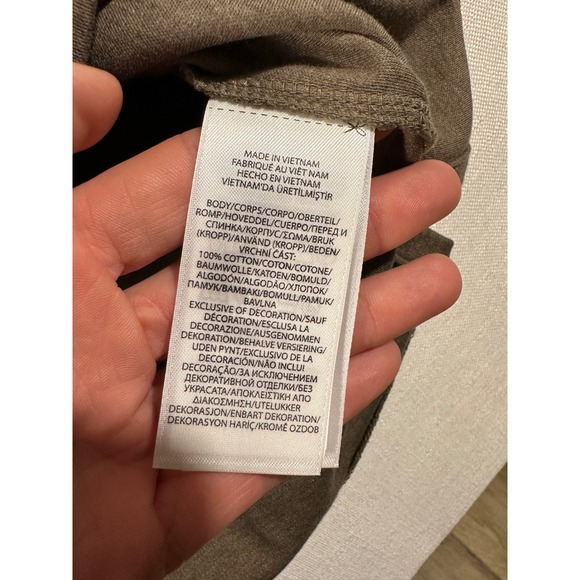 MADE IN VIETNAM
FABRIQUÉ AU VIÊT NAM
HECHO EN VIETNAM
VIETNAM'DA ÜRETİLMİŞTİR
BODY/CORPS/CORPO/OBERTEIL/
ROMP/HOVEDDEL/CUERPO/ПЕРЕД И
СПИНКА/КОРПУС/ΣΩΜΑ/BRUK
(KROPP)/ANVÄND (KROPP)/BEDEN/
VRCHNÍ ČÁST:
100% COTTON/COTON/COTONE/
BAUMWOLLE/KATOEN/BOMULD/
ALGODÓN/ALGODÃO/ХЛОПОК/
ПАМУК/ΒΑΜΒΑΚΙ/BOMULL/PAMUK/
BAVLNA
EXCLUSIVE OF DECORATION/SAUF
DÉCORATION/ESCLUSA LA
DECORAZIONE/AUSGENOMMEN
DEKORATION/BEHALVE VERSIERING/
UDEN PYNT/EXCLUSIVO DE LA
DECORACIÓN/NÃO INCLUI
DECORAÇÃO/ЗА ИСКЛЮЧЕНИЕМ
ДЕКОРАТИВНОЙ ОТДЕЛКИ/БЕЗ
УКРАСАТА/ΑΠΟΚΛΕΙΣΤΙΚΗ ΑΠΟ
ΔΙΑΚΟΣΜΗΣΗ/UTELUKKER
DEKORASJON/ENBART DEKORATION/
DEKORASYON HARİÇ/KROMĚ OZDOB